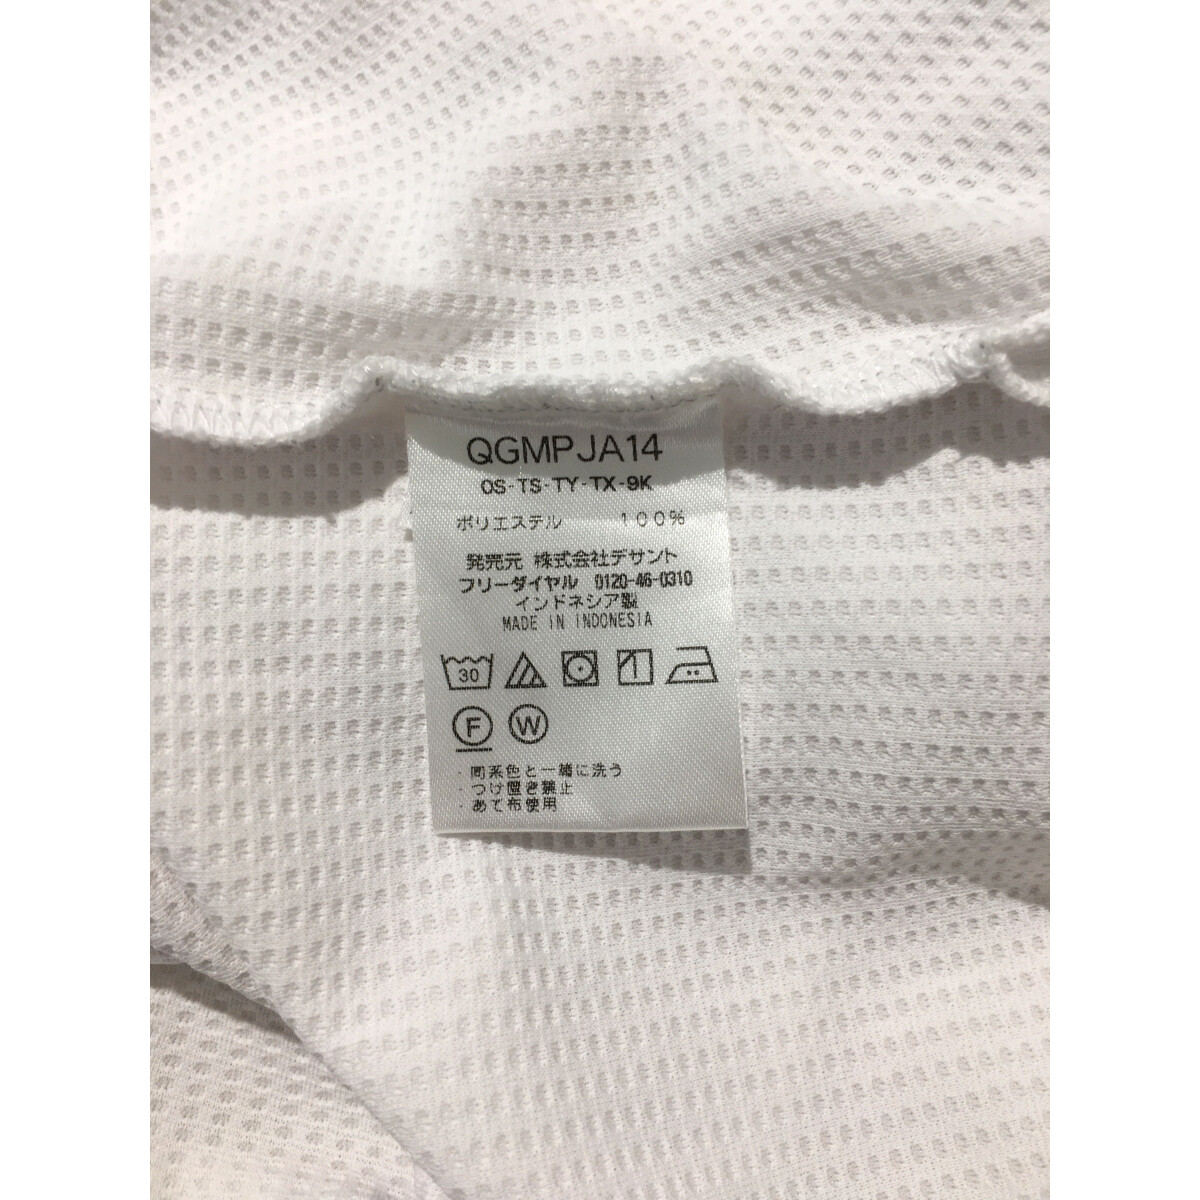 QGMPJA14
OS-TS-TY-TX-9K
ポリエステル 100%
発売元 株式会社デサント
フリーダイヤル 0120-46-0310
インドネシア製
MADE IN INDONESIA
30
F W
・同系色と一緒に洗う
・つけ置き禁止
・あて布使用